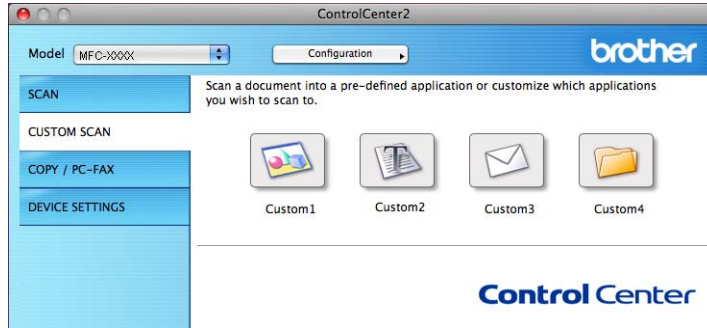 ControlCenter2
Model MFC-XXXX Configuration brother
SCAN
CUSTOM SCAN
COPY / PC-FAX
DEVICE SETTINGS
Scan a document into a pre-defined application or customize which applications
you wish to scan to.
Custom1 Custom2 Custom3 Custom4
Control Center